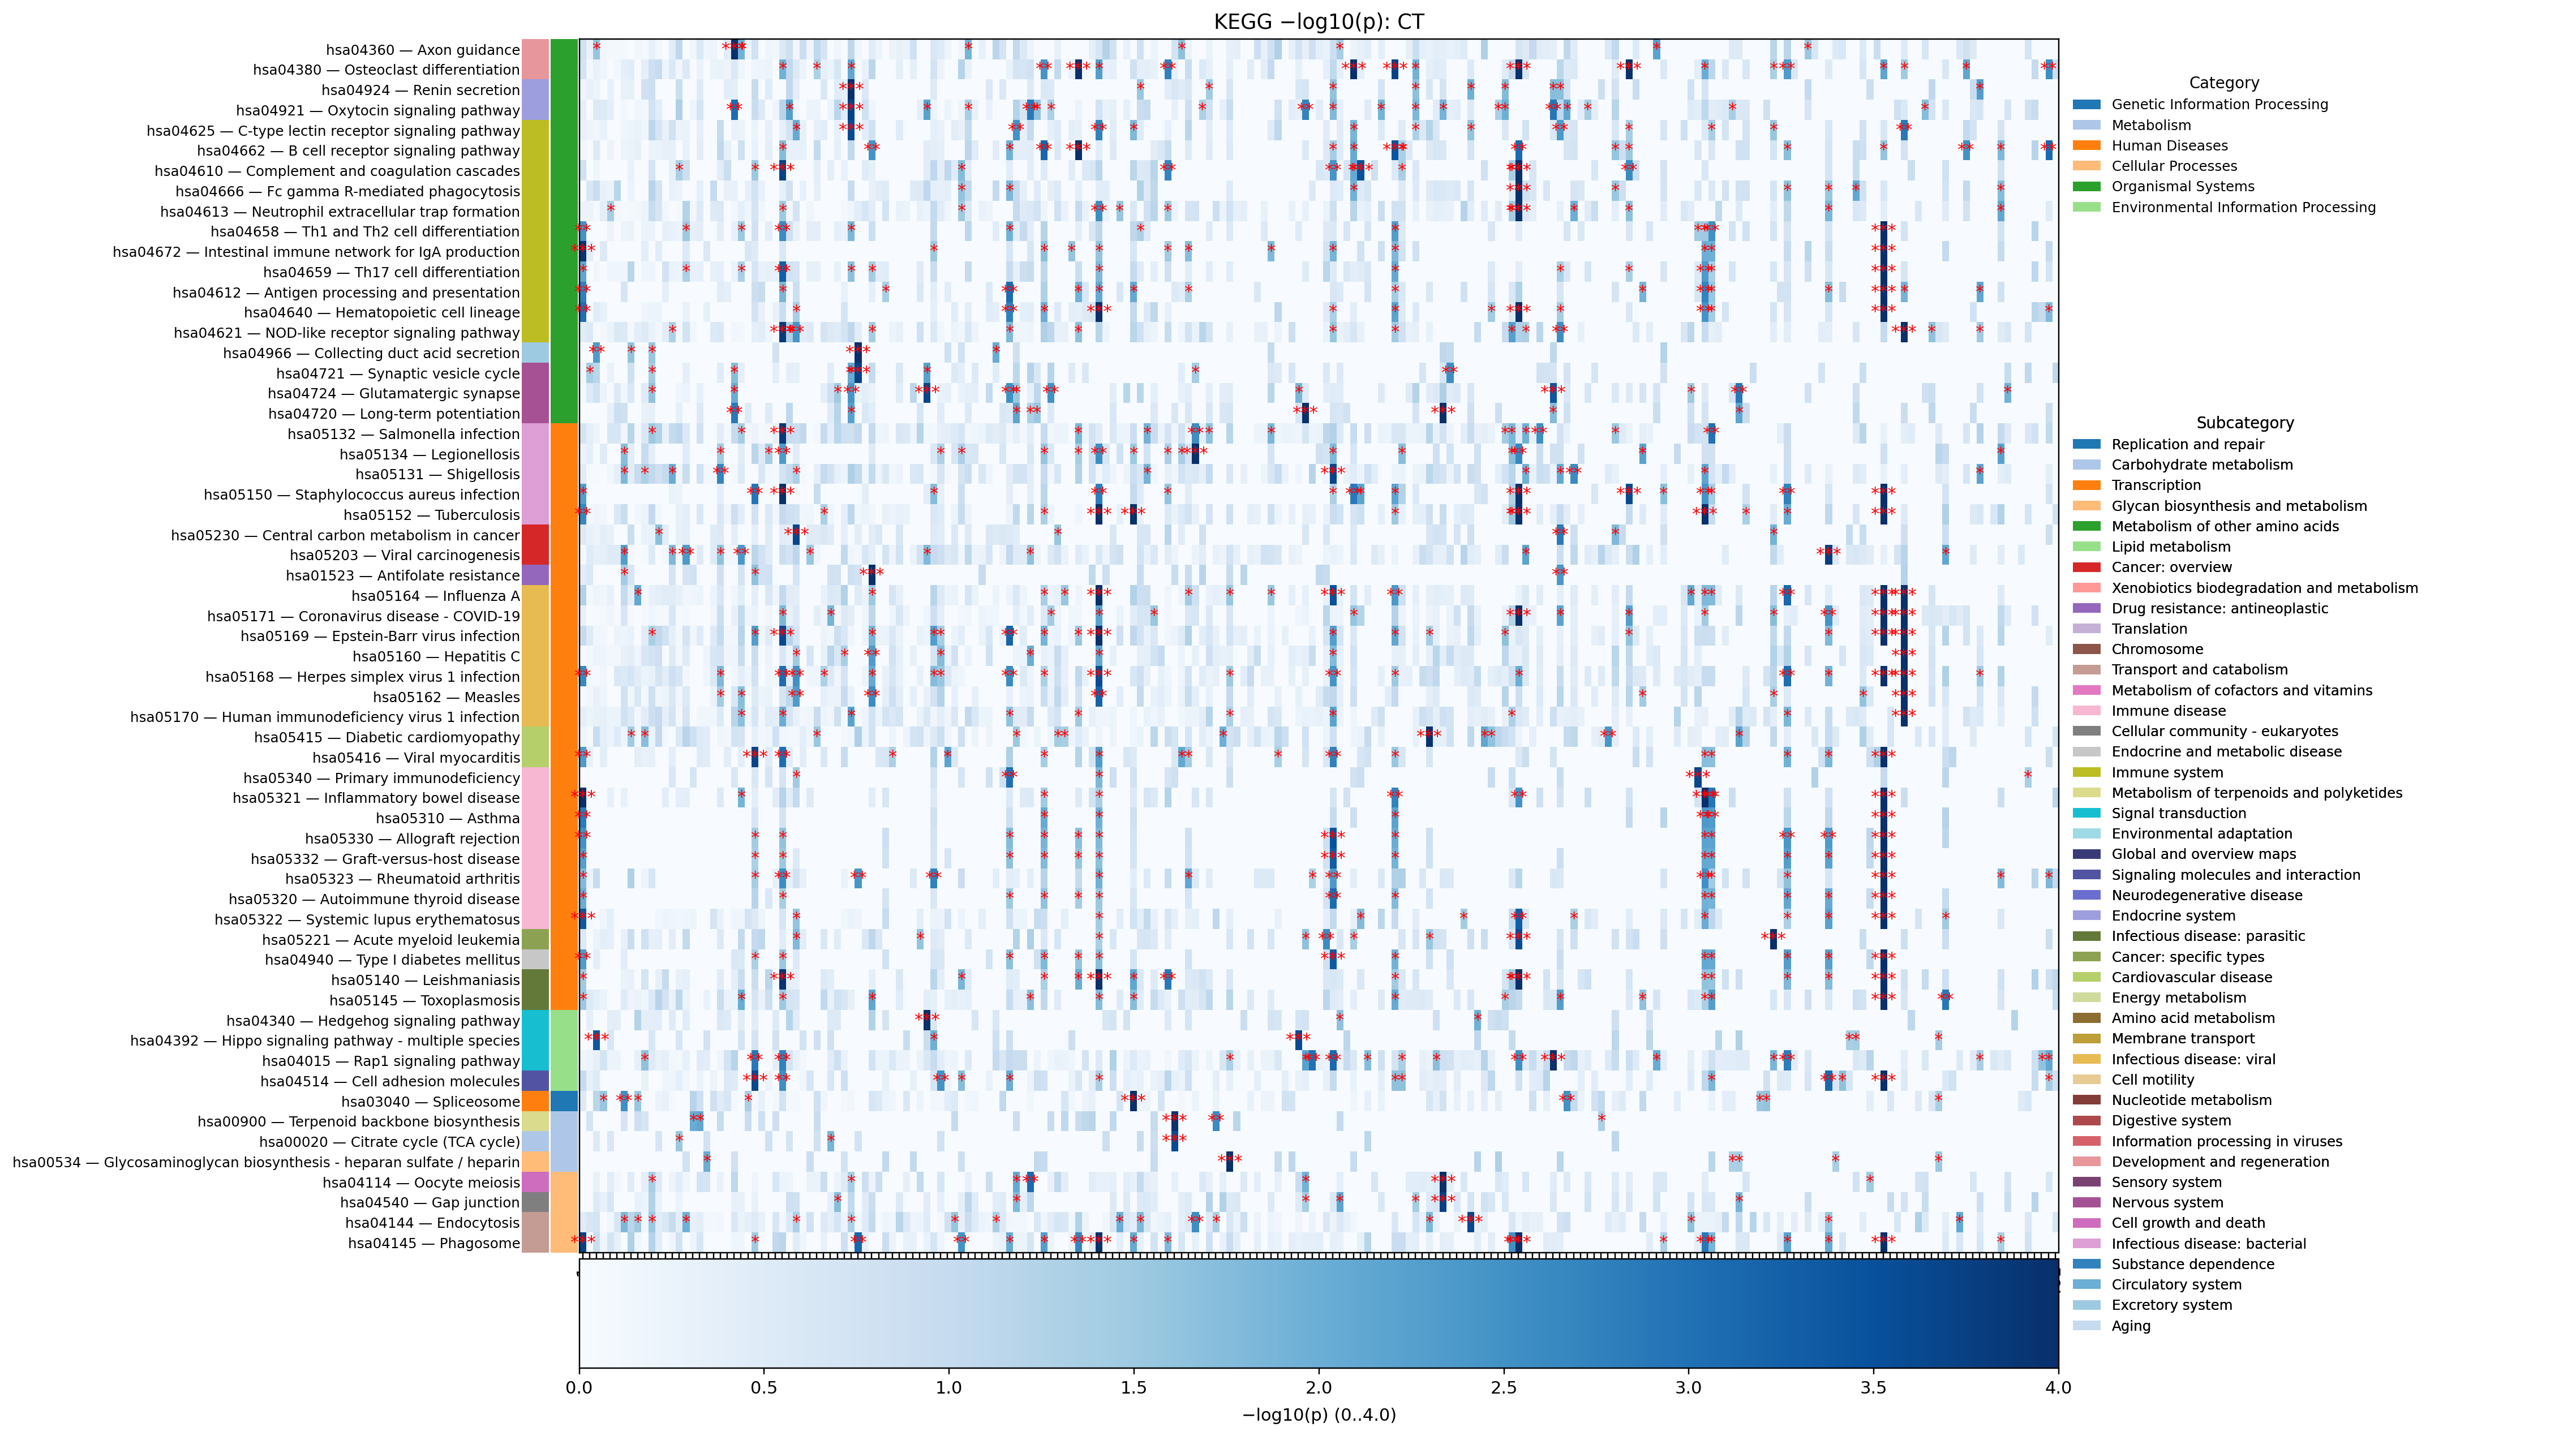 KEGG −log10(p): CT
hsa04360 — Axon guidance
hsa04380 — Osteoclast differentiation
hsa04924 — Renin secretion
hsa04921 — Oxytocin signaling pathway
hsa04625 — C-type lectin receptor signaling pathway
hsa04662 — B cell receptor signaling pathway
hsa04610 — Complement and coagulation cascades
hsa04666 — Fc gamma R-mediated phagocytosis
hsa04613 — Neutrophil extracellular trap formation
hsa04658 — Th1 and Th2 cell differentiation
hsa04672 — Intestinal immune network for IgA production
hsa04659 — Th17 cell differentiation
hsa04612 — Antigen processing and presentation
hsa04640 — Hematopoietic cell lineage
hsa04621 — NOD-like receptor signaling pathway
hsa04966 — Collecting duct acid secretion
hsa04721 — Synaptic vesicle cycle
hsa04724 — Glutamatergic synapse
hsa04720 — Long-term potentiation
hsa05132 — Salmonella infection
hsa05134 — Legionellosis
hsa05131 — Shigellosis
hsa05150 — Staphylococcus aureus infection
hsa05152 — Tuberculosis
hsa05230 — Central carbon metabolism in cancer
hsa05203 — Viral carcinogenesis
hsa01523 — Antifolate resistance
hsa05164 — Influenza A
hsa05171 — Coronavirus disease - COVID-19
hsa05169 — Epstein-Barr virus infection
hsa05160 — Hepatitis C
hsa05168 — Herpes simplex virus 1 infection
hsa05162 — Measles
hsa05170 — Human immunodeficiency virus 1 infection
hsa05415 — Diabetic cardiomyopathy
hsa05416 — Viral myocarditis
hsa05340 — Primary immunodeficiency
hsa05321 — Inflammatory bowel disease
hsa05310 — Asthma
hsa05330 — Allograft rejection
hsa05332 — Graft-versus-host disease
hsa05323 — Rheumatoid arthritis
hsa05320 — Autoimmune thyroid disease
hsa05322 — Systemic lupus erythematosus
hsa05221 — Acute myeloid leukemia
hsa04940 — Type I diabetes mellitus
hsa05140 — Leishmaniasis
hsa05145 — Toxoplasmosis
hsa04340 — Hedgehog signaling pathway
hsa04392 — Hippo signaling pathway - multiple species
hsa04015 — Rap1 signaling pathway
hsa04514 — Cell adhesion molecules
hsa03040 — Spliceosome
hsa00900 — Terpenoid backbone biosynthesis
hsa00020 — Citrate cycle (TCA cycle)
hsa00534 — Glycosaminoglycan biosynthesis - heparan sulfate / heparin
hsa04114 — Oocyte meiosis
hsa04540 — Gap junction
hsa04144 — Endocytosis
hsa04145 — Phagosome
0.0 0.5 1.0 1.5 2.0 2.5 3.0 3.5 4.0
−log10(p) (0..4.0)
Category
Genetic Information Processing
Metabolism
Human Diseases
Cellular Processes
Organismal Systems
Environmental Information Processing
Subcategory
Replication and repair
Carbohydrate metabolism
Transcription
Glycan biosynthesis and metabolism
Metabolism of other amino acids
Lipid metabolism
Cancer: overview
Xenobiotics biodegradation and metabolism
Drug resistance: antineoplastic
Translation
Chromosome
Transport and catabolism
Metabolism of cofactors and vitamins
Immune disease
Cellular community - eukaryotes
Endocrine and metabolic disease
Immune system
Metabolism of terpenoids and polyketides
Signal transduction
Environmental adaptation
Global and overview maps
Signaling molecules and interaction
Neurodegenerative disease
Endocrine system
Infectious disease: parasitic
Cancer: specific types
Cardiovascular disease
Energy metabolism
Amino acid metabolism
Membrane transport
Infectious disease: viral
Cell motility
Nucleotide metabolism
Digestive system
Information processing in viruses
Development and regeneration
Sensory system
Nervous system
Cell growth and death
Infectious disease: bacterial
Substance dependence
Circulatory system
Excretory system
Aging